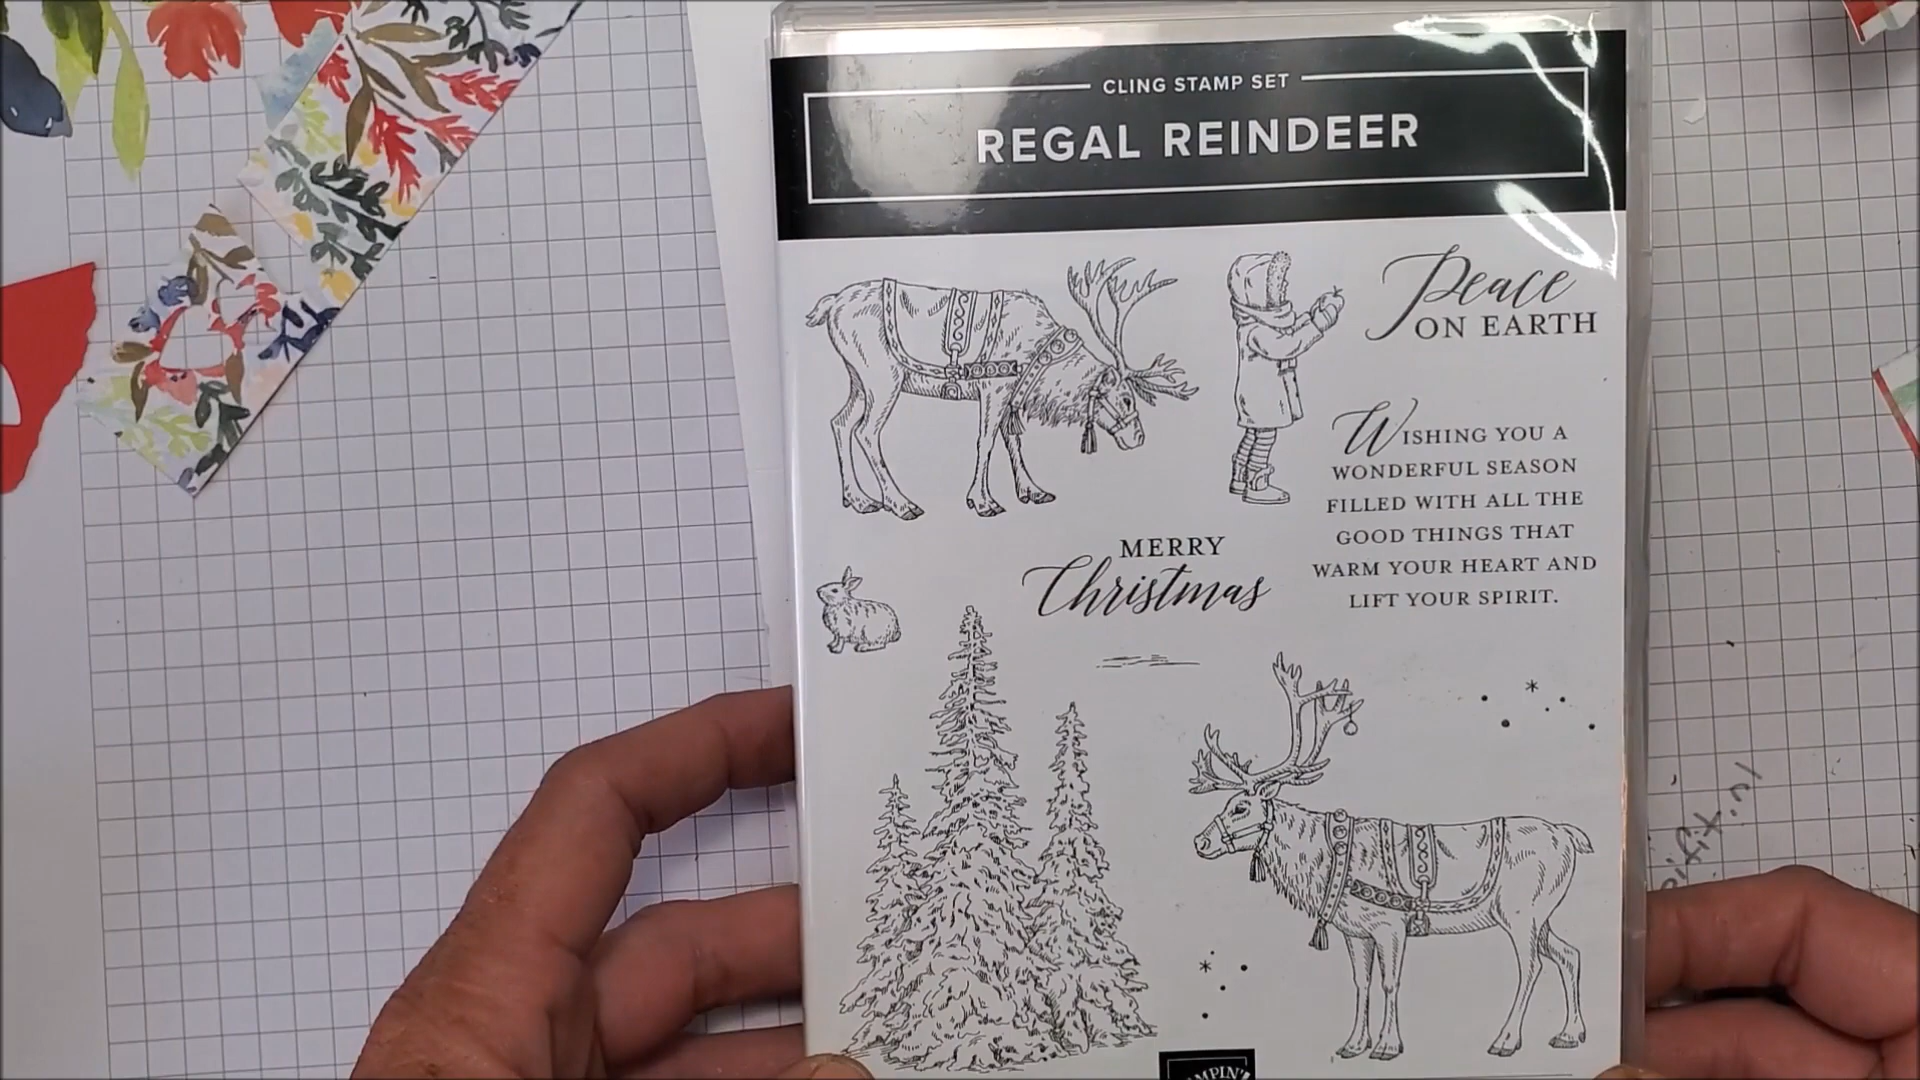 CLING STAMP SET
REGAL REINDEER
Peace
ON EARTH
WISHING YOU A
WONDERFUL SEASON
FILLED WITH ALL THE
GOOD THINGS THAT
WARM YOUR HEART AND
LIFT YOUR SPIRIT.
MERRY
Christmas